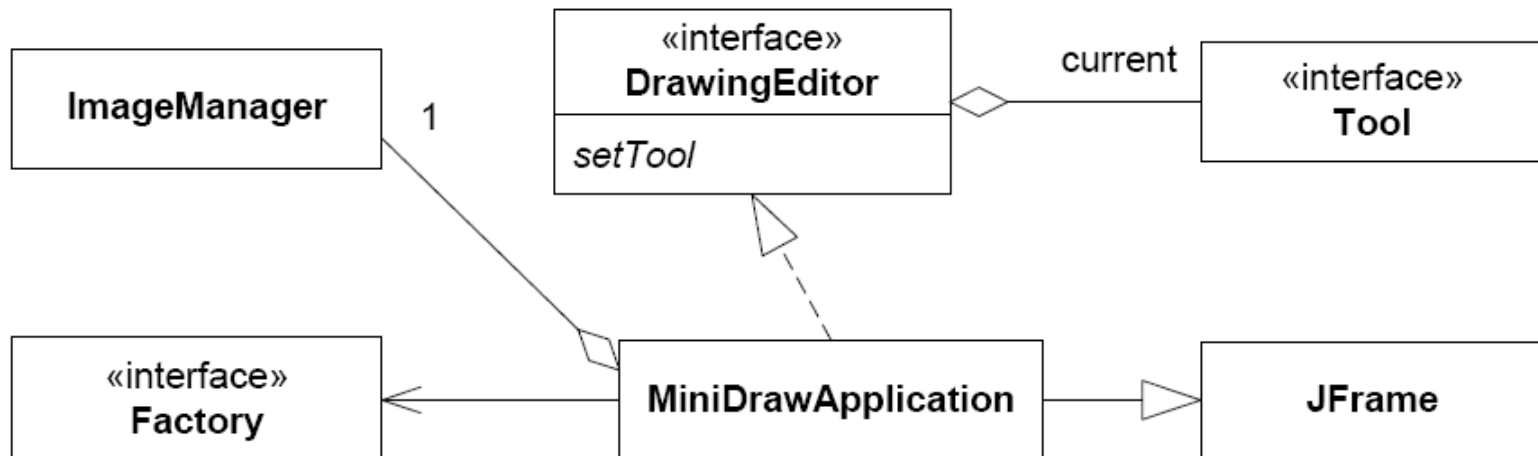 ImageManager
1
«interface»
DrawingEditor
setTool
current
«interface»
Tool
«interface»
Factory
MiniDrawApplication
JFrame